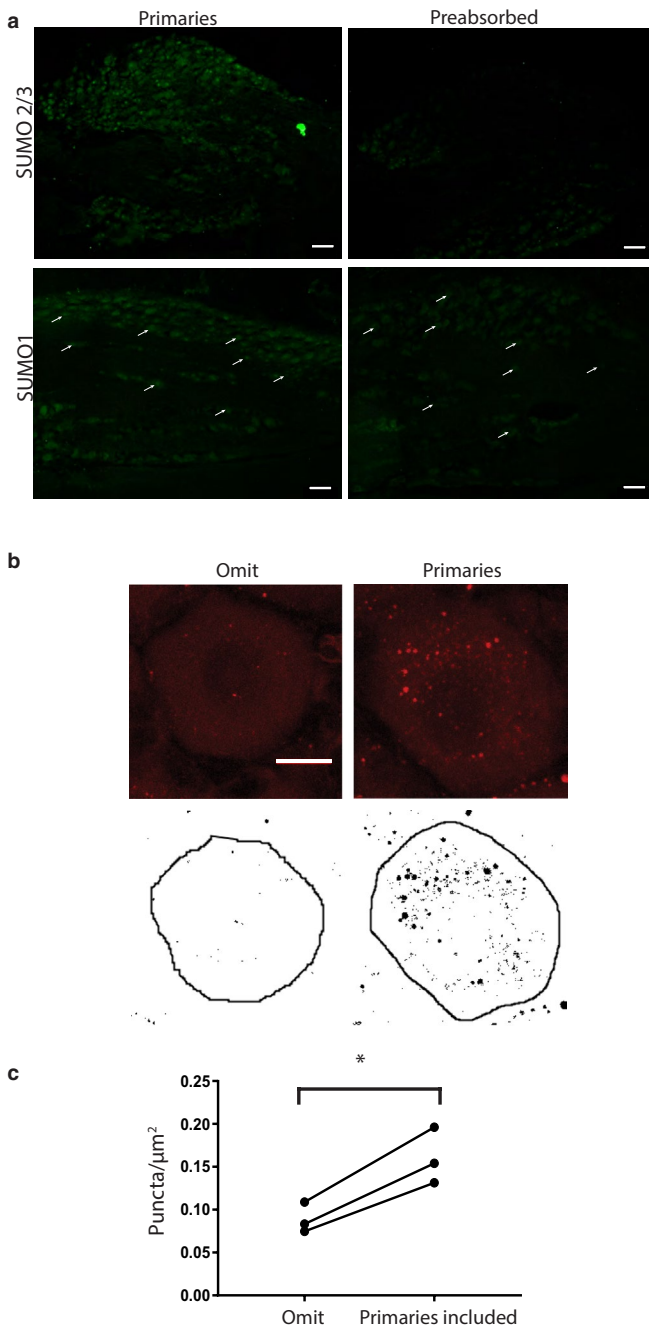 a
Primaries
Preabsorbed
SUMO 2/3
SUMO1
b
Omit
Primaries
c
*
Puncta/µm²
0.25
0.20
0.15
0.10
0.05
0.00
Omit
Primaries included